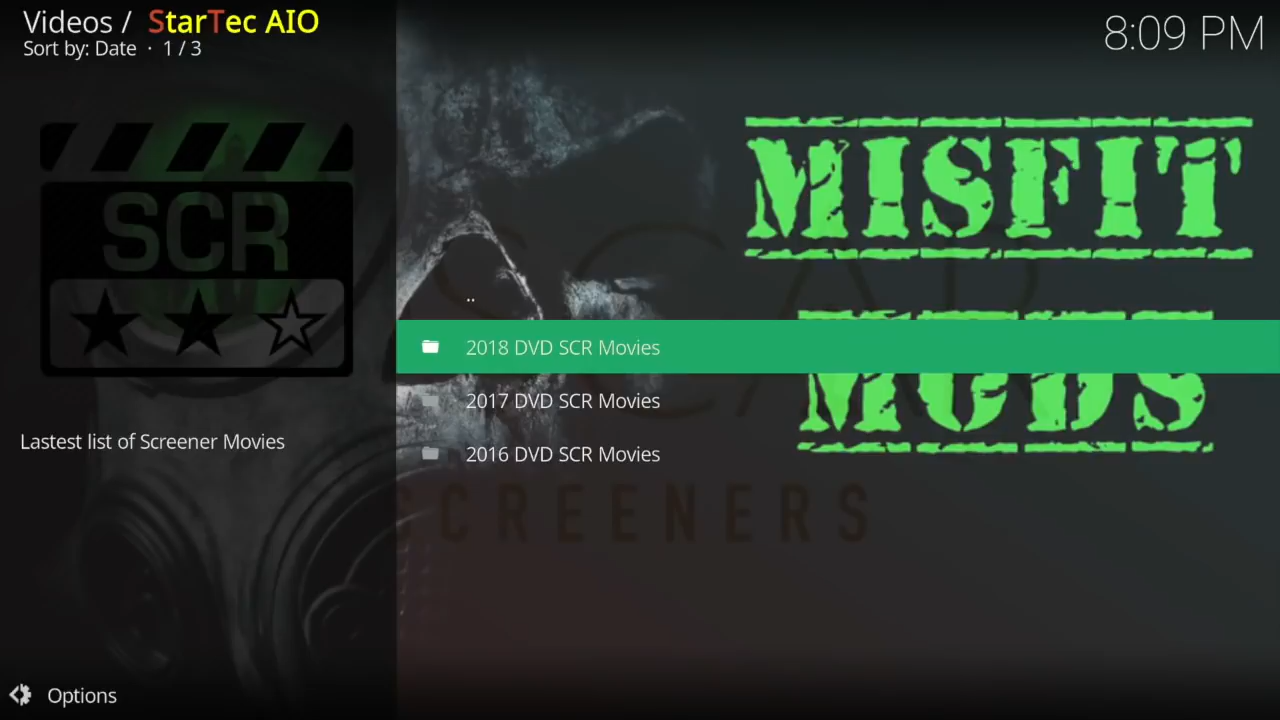 Videos / StarTec AIO
Sort by: Date · 1 / 3
8:09 PM
SCR
MISFIT
MODS
..
2018 DVD SCR Movies
2017 DVD SCR Movies
2016 DVD SCR Movies
Lastest list of Screener Movies
SCREENERS
Options